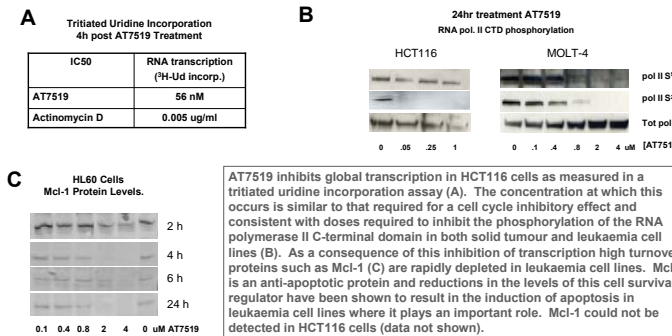 A
Tritiated Uridine Incorporation
4h post AT7519 Treatment
IC50
RNA transcription
(³H-Ud incorp.)
AT7519
56 nM
Actinomycin D
0.005 ug/ml
B
24hr treatment AT7519
RNA pol. II CTD phosphorylation
HCT116
MOLT-4
pol II
pol II
Tot pol
0 .05 .25 1
0 .1 .4 .8 2 4 uM
C
HL60 Cells
Mcl-1 Protein Levels.
2 h
4 h
6 h
24 h
0.1 0.4 0.8 2 4 0 uM AT7519
AT7519 inhibits global transcription in HCT116 cells as measured in a
tritiated uridine incorporation assay (A). The concentration at which this
occurs is similar to that required for a cell cycle inhibitory effect and
consistent with doses required to inhibit the phosphorylation of the RNA
polymerase II C-terminal domain in both solid tumour and leukaemia cell
lines (B). As a consequence of this inhibition of transcription high turnove
proteins such as Mcl-1 (C) are rapidly depleted in leukaemia cell lines. Mcl
is an anti-apoptotic protein and reductions in the levels of this cell surviva
regulator have been shown to result in the induction of apoptosis in
leukaemia cell lines where it plays an important role. Mcl-1 could not be
detected in HCT116 cells (data not shown).